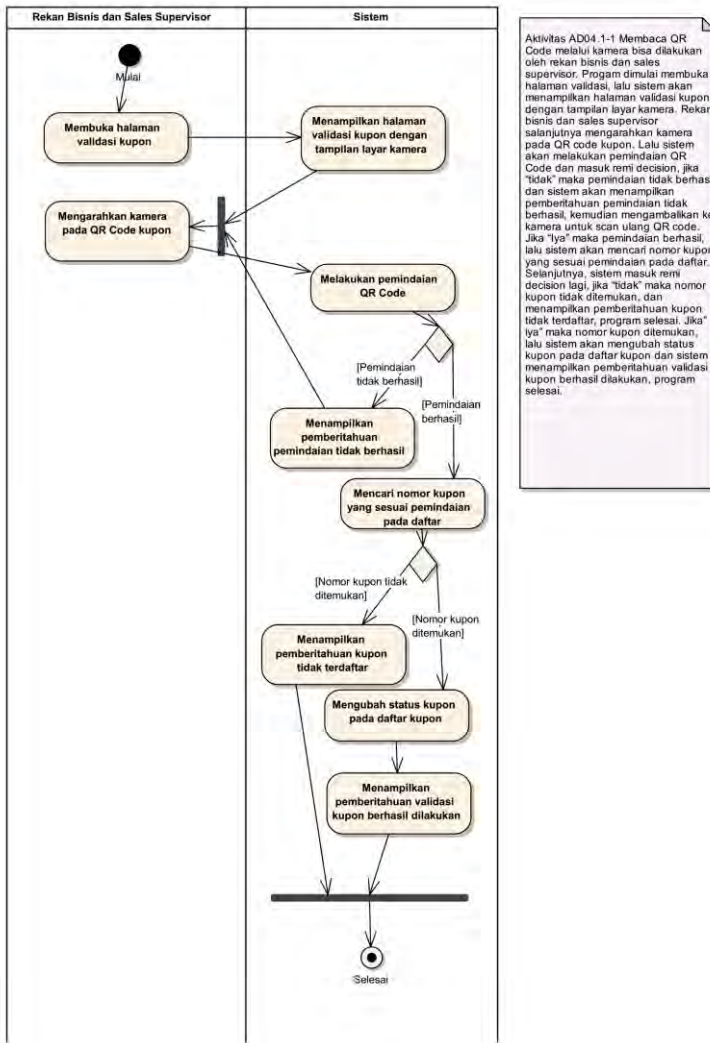 Rekan Bisnis dan Sales Supervisor
Sistem
Mulai
Membuka halaman
validasi kupon
Menampilkan halaman
validasi kupon dengan
tampilan layar kamera
Mengarahkan kamera
pada QR Code kupon
Melakukan pemindaian
QR Code
[Pemindaian
tidak berhasil]
[Pemindaian
berhasil]
Menampilkan
pemberitahuan
pemindaian tidak berhasil
Mencari nomor kupon
yang sesuai pemindaian
pada daftar
[Nomor kupon tidak
ditemukan]
[Nomor kupon
ditemukan]
Menampilkan
pemberitahuan kupon
tidak terdaftar
Mengubah status kupon
pada daftar kupon
Menampilkan
pemberitahuan validasi
kupon berhasil dilakukan
Selesai
Aktivitas AD04.1-1 Membaca QR
Code melalui kamera bisa dilakukan
oleh rekan bisnis dan sales
supervisor. Progam dimulai membuka
halaman validasi, lalu sistem akan
menampilkan halaman validasi kupon
dengan tampilan layar kamera. Rekan
bisnis dan sales supervisor
salanjutnya mengarahkan kamera
pada QR code kupon. Lalu sistem
akan melakukan pemindaian QR
Code dan masuk remi decision, jika
"tidak" maka pemindaian tidak berhasil
dan sistem akan menampilkan
pemberitahuan pemindaian tidak
berhasil, kemudian mengambalikan ke
kamera untuk scan ulang QR code.
Jika "Iya" maka pemindaian berhasil,
lalu sistem akan mencari nomor kupon
yang sesuai pemindaian pada daftar.
Selanjutnya, sistem masuk remi
decision lagi, jika "tidak" maka nomor
kupon tidak ditemukan, dan
menampilkan pemberitahuan kupon
tidak terdaftar, program selesai. Jika"
iya" maka nomor kupon ditemukan,
lalu sistem akan mengubah status
kupon pada daftar kupon dan sistem
menampilkan pemberitahuan validasi
kupon berhasil dilakukan, program
selesai.